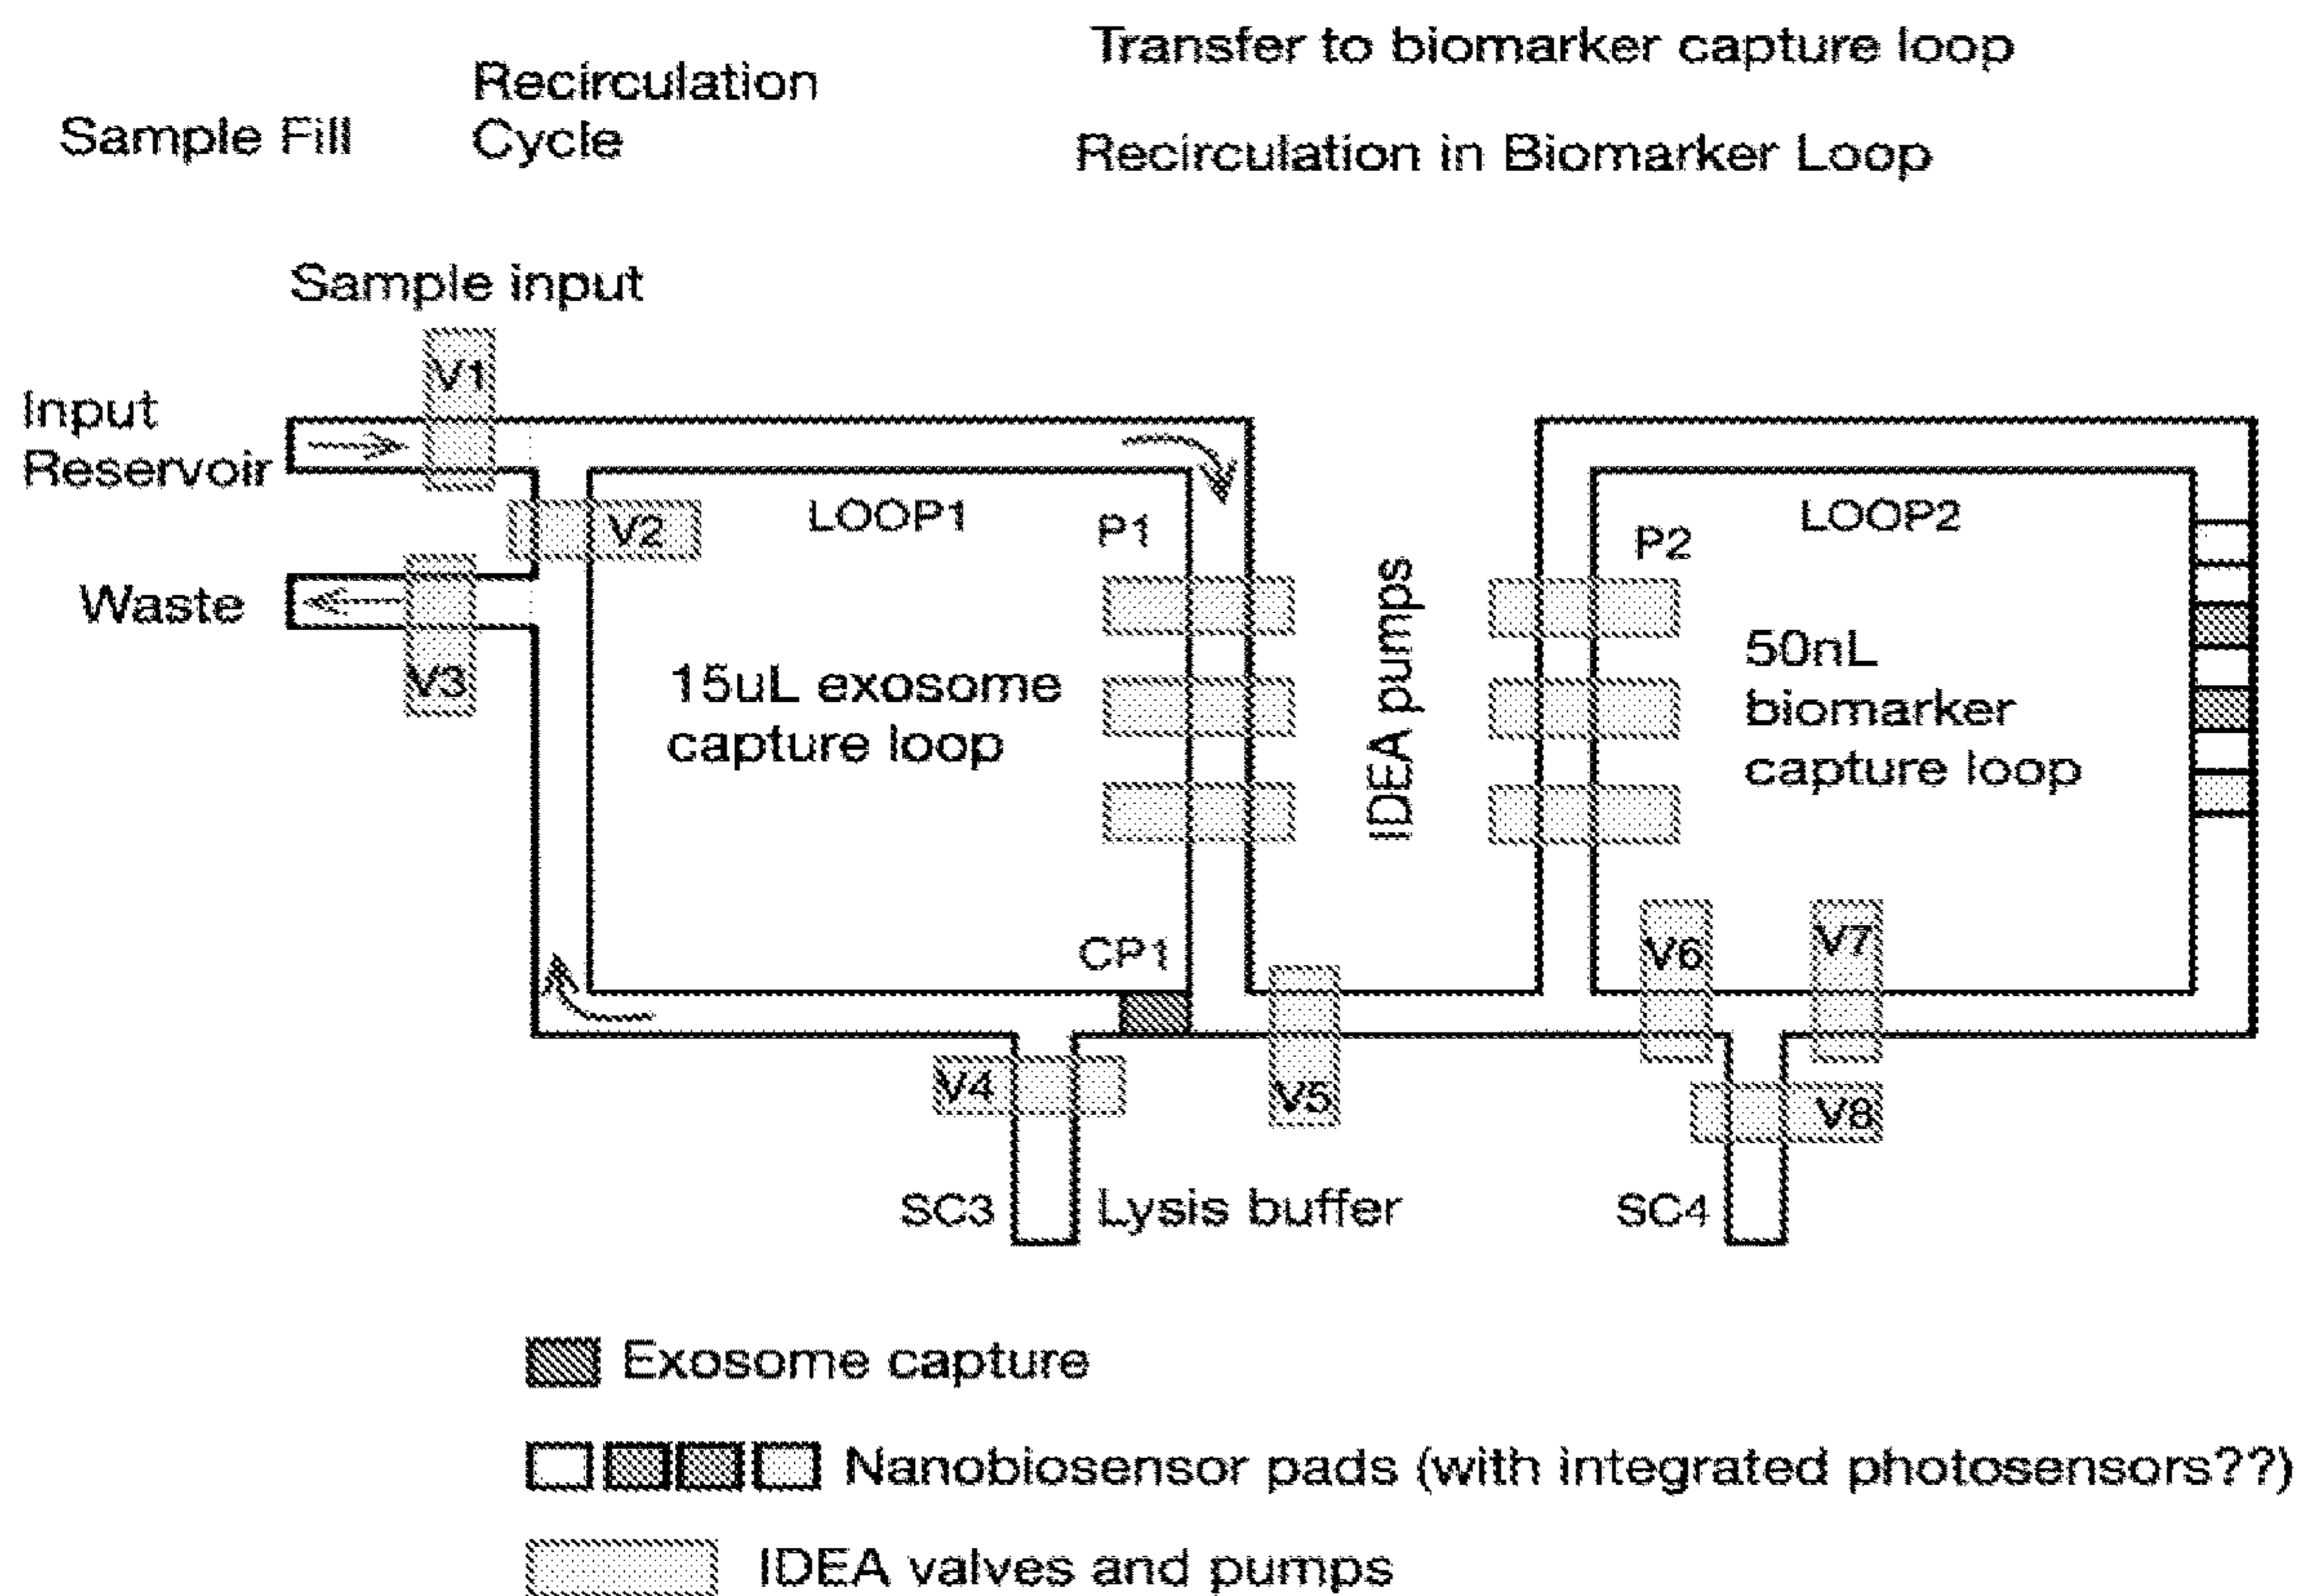 Transfer to biomarker capture loop
Recirculation
Cycle
Sample Fill
Recirculation in Biomarker Loop
Sample input
V1
Input
Reservoir
V2
LOOP1
P1
LOOP2
P2
Waste
V3
IDEA pumps
15uL exosome
capture loop
50nL
biomarker
capture loop
CP1
V6
V7
V4
V5
V8
SC3
Lysis buffer
SC4
Exosome capture
Nanobiosensor pads (with integrated photosensors??)
IDEA valves and pumps